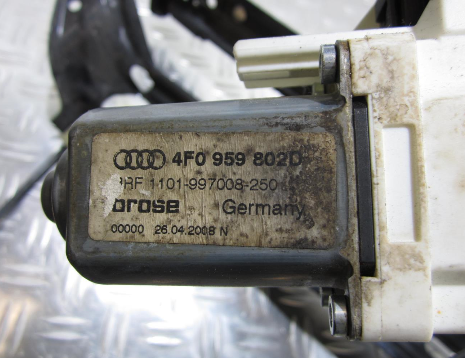 4F0 959 802D
1101-997008-250
brose Germany
00000 26.04.2008 N